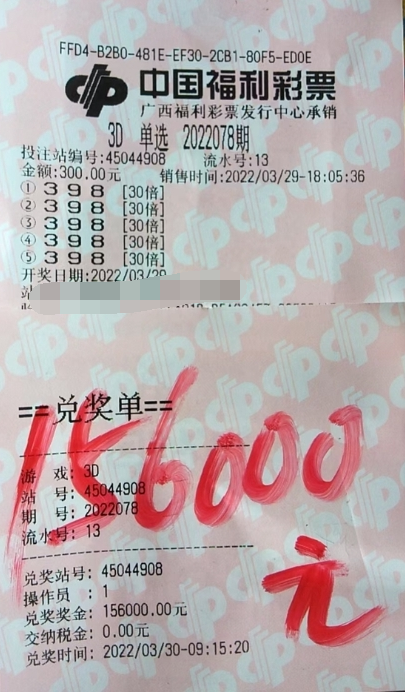 FFD4-B2B0-481E-EF30-2CB1-80F5-ED0E
中国福利彩票
广西福利彩票发行中心承销
3D 单选 2022078期
投注站编号:45044908 流水号:13
金额:300.00元 销售时间:2022/03/29-18:05:36
① 3 9 8 [30倍]
② 3 9 8 [30倍]
③ 3 9 8 [30倍]
④ 3 9 8 [30倍]
⑤ 3 9 8 [30倍]
开奖日期:2022/03/29
==兑奖单==
156000
元
游 戏: 3D
站 号: 45044908
期 号: 2022078
流水号: 13
兑奖站号: 45044908
操作员 : 1
兑奖奖金: 156000.00元
交纳税金: 0.00元
兑奖时间: 2022/03/30-09:15:20